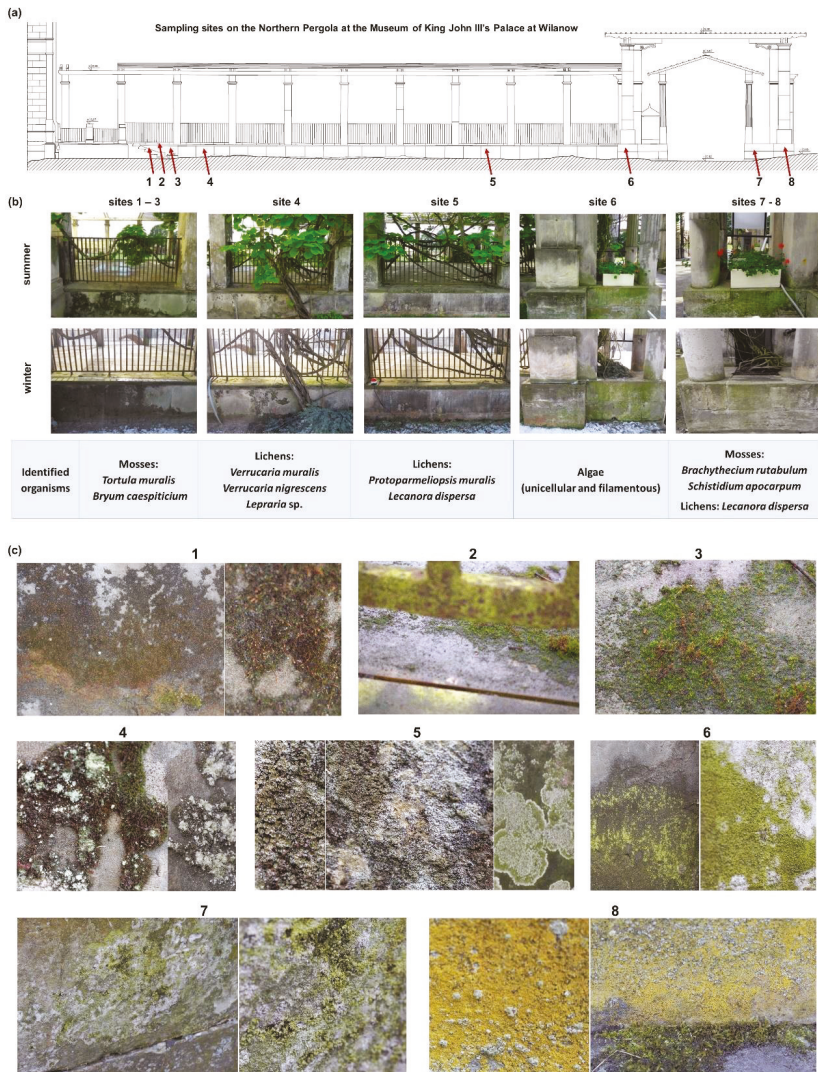 (a)
Sampling sites on the Northern Pergola at the Museum of King John III's Palace at Wilanow
1 2 3 4 5 6 7 8
(b)
sites 1 – 3 site 4 site 5 site 6 sites 7 - 8
summer
winter
Identified organisms
Mosses:
Tortula muralis
Bryum caespiticium
Lichens:
Verrucaria muralis
Verrucaria nigrescens
Lepraria sp.
Lichens:
Protoparmeliopsis muralis
Lecanora dispersa
Algae
(unicellular and filamentous)
Mosses:
Brachythecium rutabulum
Schistidium apocarpum
Lichens: Lecanora dispersa
(c)
1 2 3
4 5 6
7 8